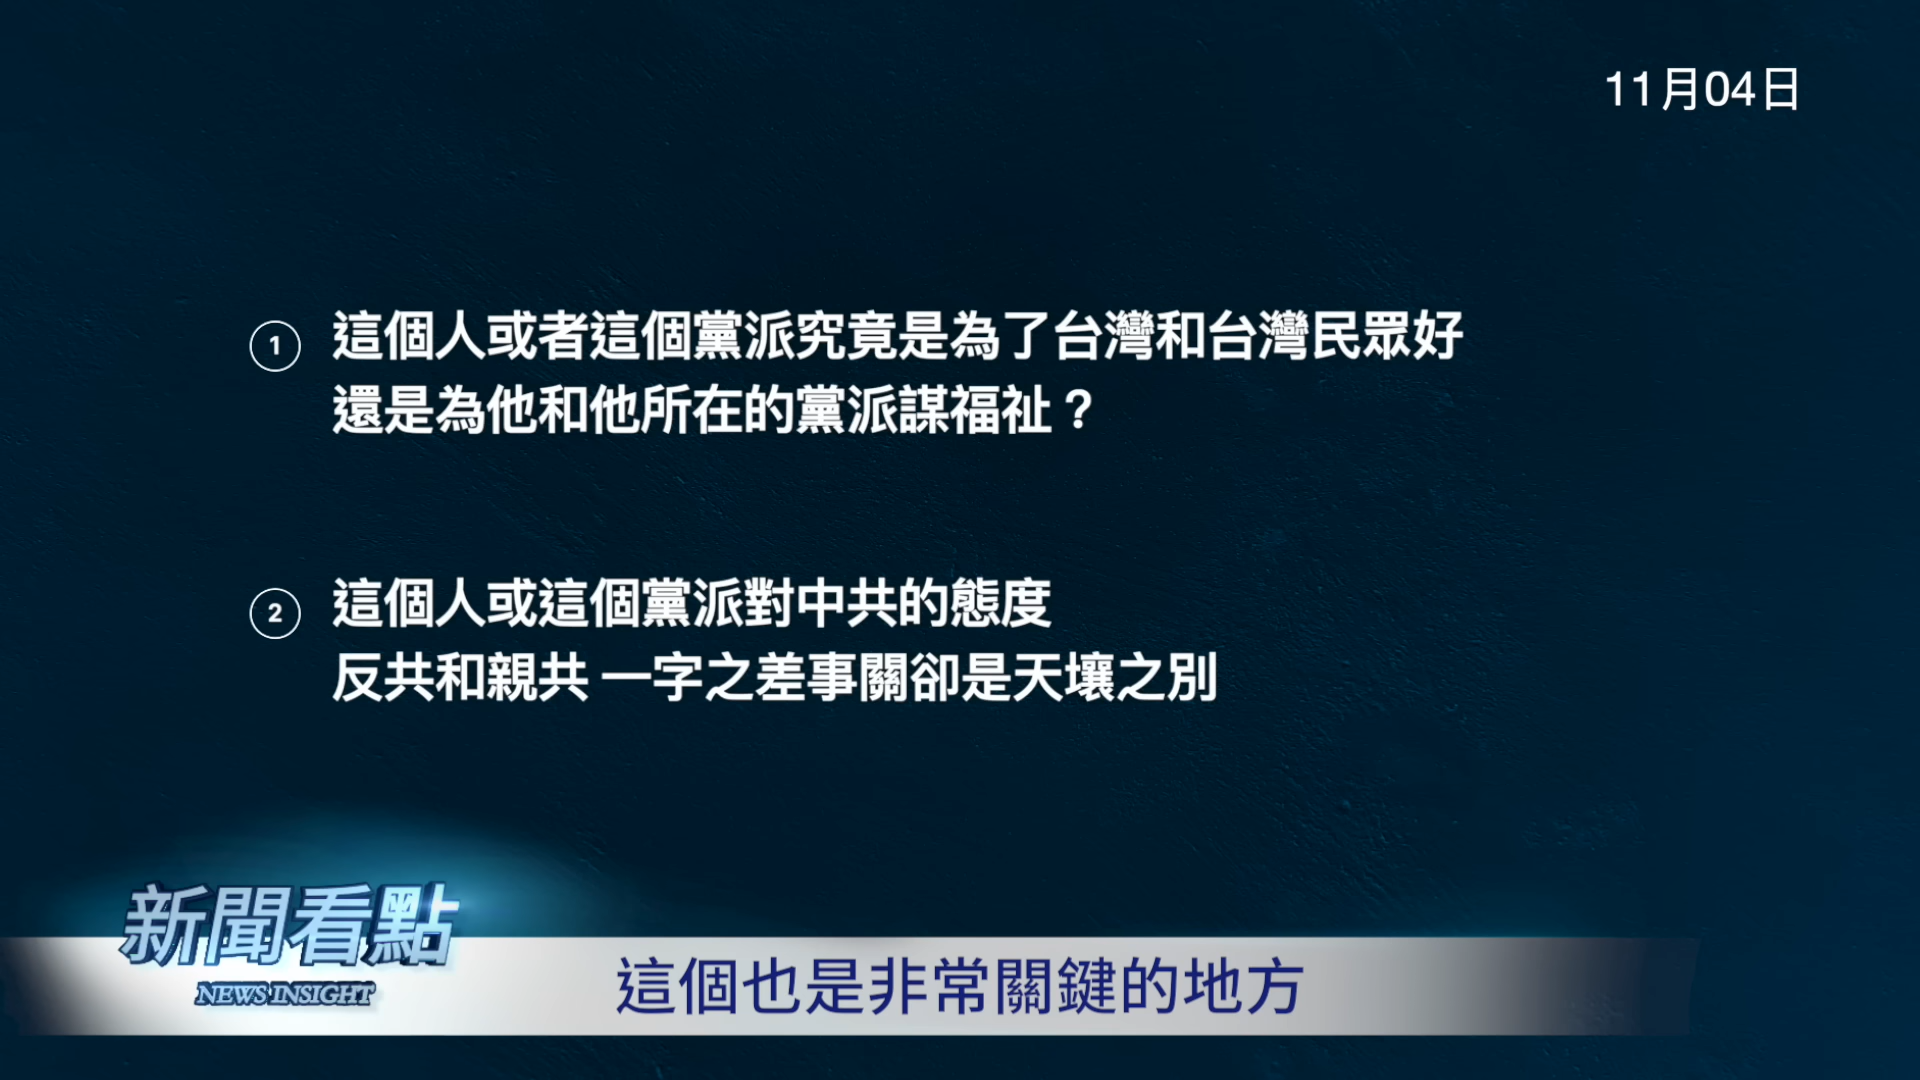 11月04日
1 這個人或者這個黨派究竟是為了台灣和台灣民眾好
還是為他和他所在的黨派謀福祉？
2 這個人或這個黨派對中共的態度
反共和親共 一字之差事關卻是天壤之別
新聞看點
NEWS INSIGHT
這個也是非常關鍵的地方